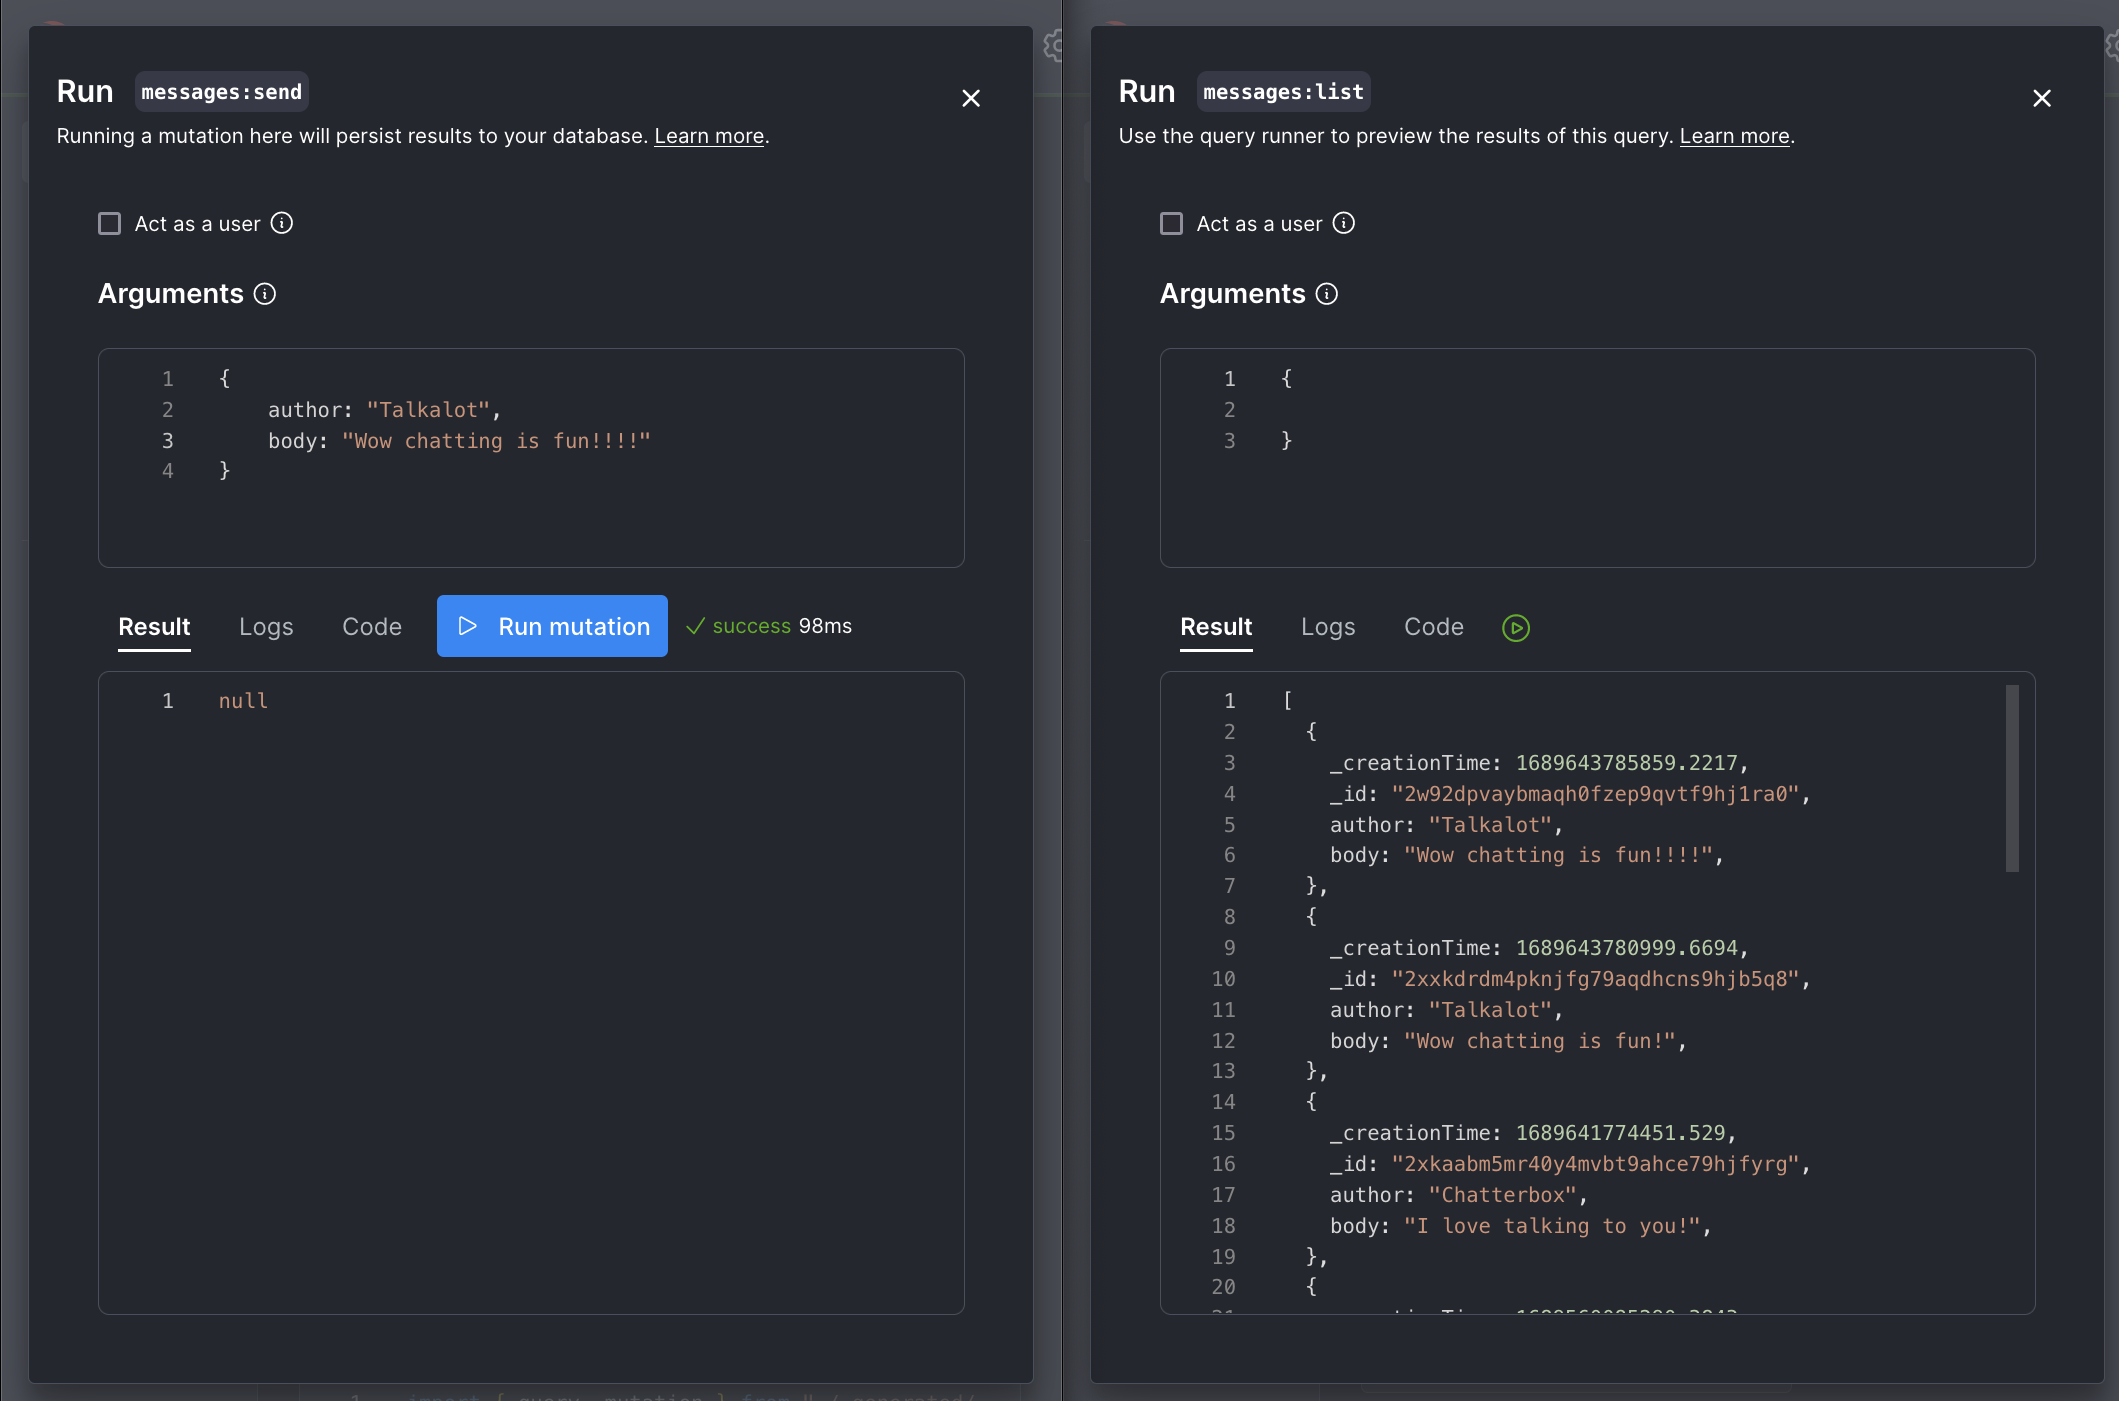 Run messages:send
Running a mutation here will persist results to your database. Learn more.
Act as a user
Arguments
1 {
2 author: "Talkalot",
3 body: "Wow chatting is fun!!!!"
4 }
Result Logs Code Run mutation success 98ms
1 null
Run messages:list
Use the query runner to preview the results of this query. Learn more.
Act as a user
Arguments
1 {
2
3 }
Result Logs Code
1 [
2 {
3 _creationTime: 1689643785859.2217,
4 _id: "2w92dpvaybmaqh0fzep9qvtf9hj1ra0",
5 author: "Talkalot",
6 body: "Wow chatting is fun!!!!",
7 },
8 {
9 _creationTime: 1689643780999.6694,
10 _id: "2xxkdrdm4pknjfg79aqdhcns9hjb5q8",
11 author: "Talkalot",
12 body: "Wow chatting is fun!",
13 },
14 {
15 _creationTime: 1689641774451.529,
16 _id: "2xkaabm5mr40y4mvbt9ahce79hjfyrg",
17 author: "Chatterbox",
18 body: "I love talking to you!",
19 },
20 {